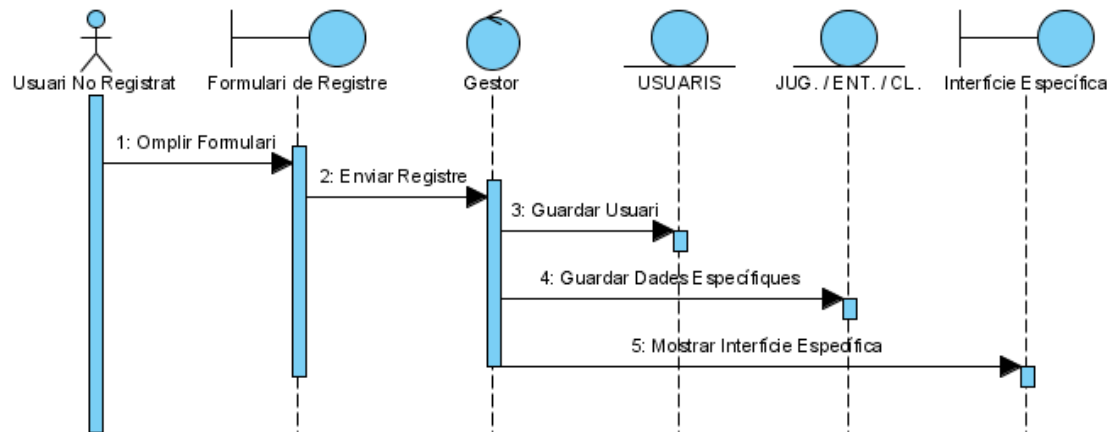 Usuari No Registrat
Formulari de Registre
Gestor
USUARIS
JUG. / ENT. / CL.
Interfície Específica
1: Omplir Formulari
2: Enviar Registre
3: Guardar Usuari
4: Guardar Dades Específiques
5: Mostrar Interfície Específica